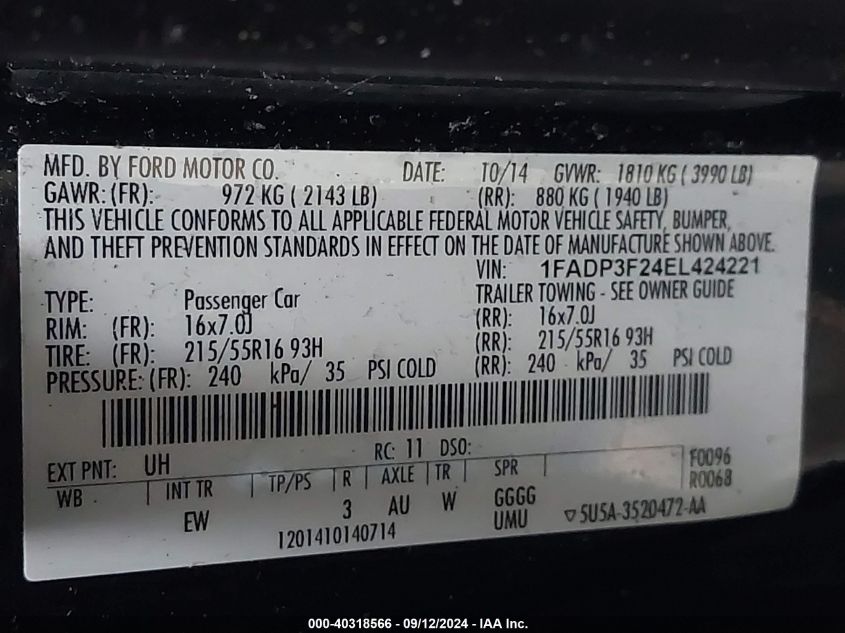 MFD. BY FORD MOTOR CO. DATE: 10/14 GVWR: 1810 KG ( 3990 LB)
GAWR: (FR): 972 KG ( 2143 LB) (RR): 880 KG ( 1940 LB)
THIS VEHICLE CONFORMS TO ALL APPLICABLE FEDERAL MOTOR VEHICLE SAFETY, BUMPER,
AND THEFT PREVENTION STANDARDS IN EFFECT ON THE DATE OF MANUFACTURE SHOWN ABOVE.
VIN: 1FADP3F24EL424221
TYPE: Passenger Car TRAILER TOWING - SEE OWNER GUIDE
RIM: (FR): 16x7.0J (RR): 16x7.0J
TIRE: (FR): 215/55R16 93H (RR): 215/55R16 93H
PRESSURE: (FR): 240 kPa/ 35 PSI COLD (RR): 240 kPa/ 35 PSI COLD
EXT PNT: UH RC: 11 DSO: F0096
WB INT TR TP/PS R AXLE TR SPR R0068
EW 3 AU W GGGG
UMU ▽5U5A-3520472-AA
1201410140714
000-40318566 - 09/12/2024 - IAA Inc.